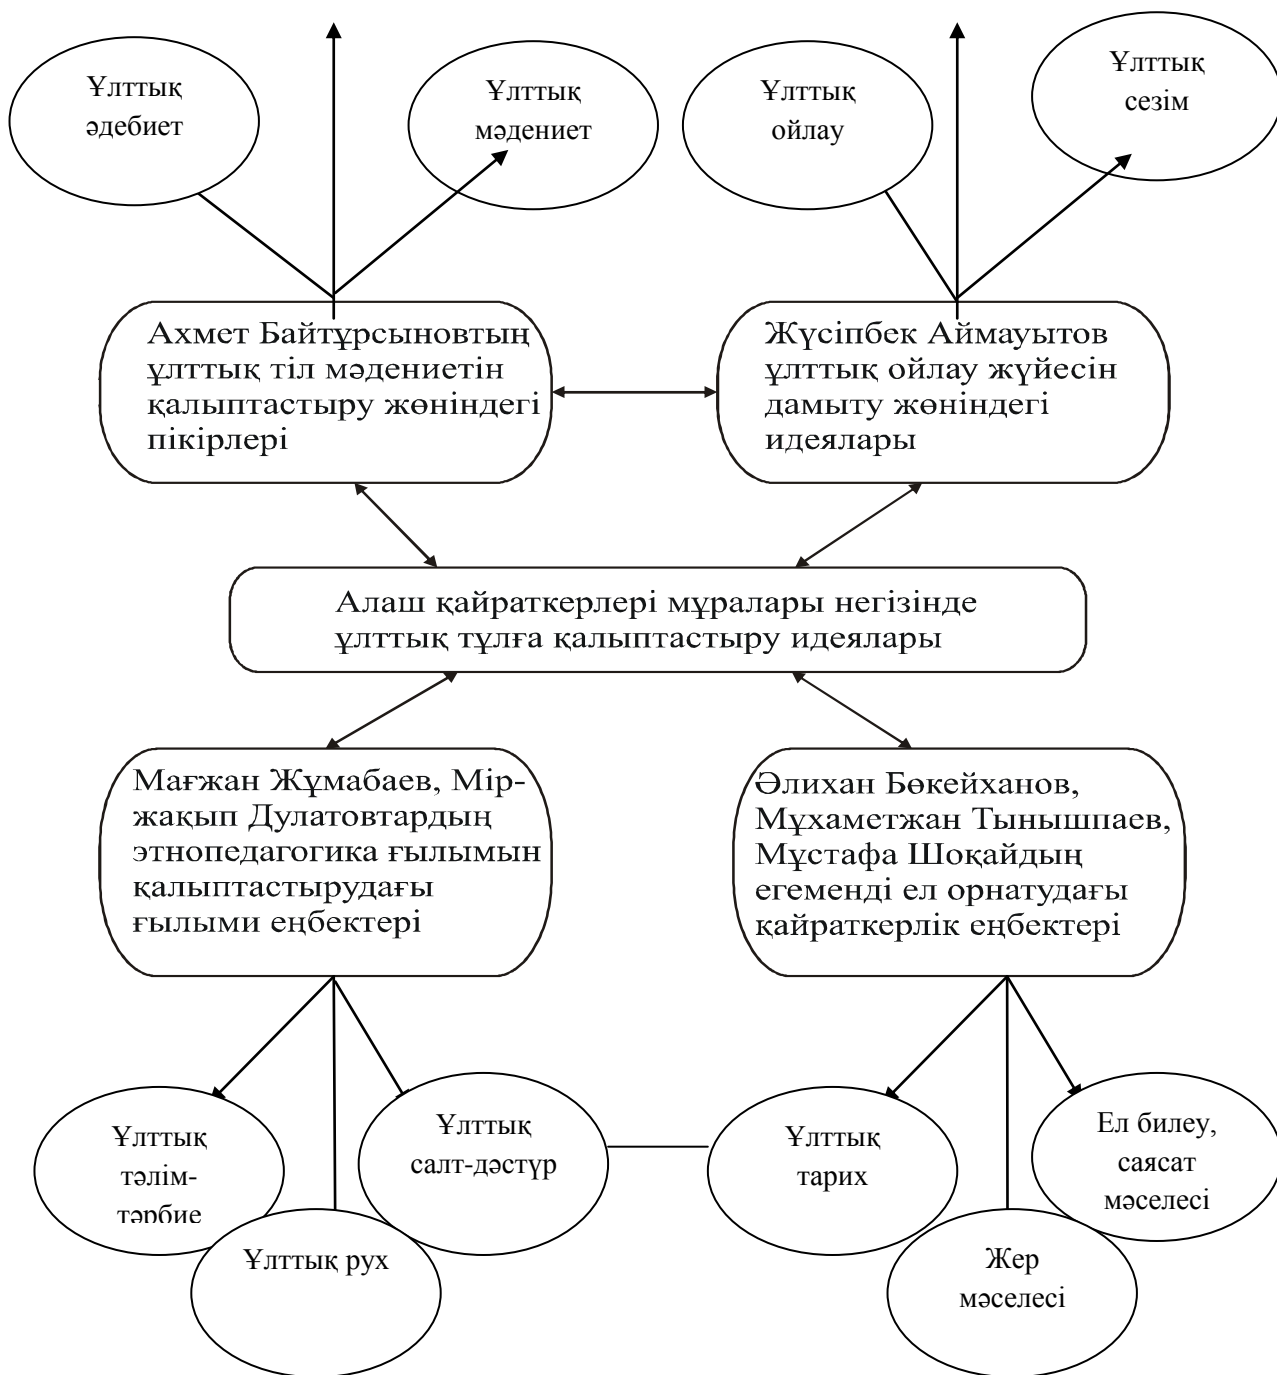 Ұлттық
әдебиет
Ұлттық
мәдениет
Ұлттық
ойлау
Ұлттық
сезім
Ахмет Байтұрсыновтың
ұлттық тіл мәдениетін
қалыптастыру жөніндегі
пікірлері
Жүсіпбек Аймауытов
ұлттық ойлау жүйесін
дамыту жөніндегі
идеялары
Алаш қайраткерлері мұралары негізінде
ұлттық тұлға қалыптастыру идеялары
Мағжан Жұмабаев, Мір-
жақып Дулатовтардың
этнопедагогика ғылымын
қалыптастырудағы
ғылыми еңбектері
Әлихан Бөкейханов,
Мұхаметжан Тынышпаев,
Мұстафа Шоқайдың
егеменді ел орнатудағы
қайраткерлік еңбектері
Ұлттық
тәлім-
тәрбие
Ұлттық рух
Ұлттық
салт-дәстүр
Ұлттық
тарих
Жер
мәселесі
Ел билеу,
саясат
мәселесі